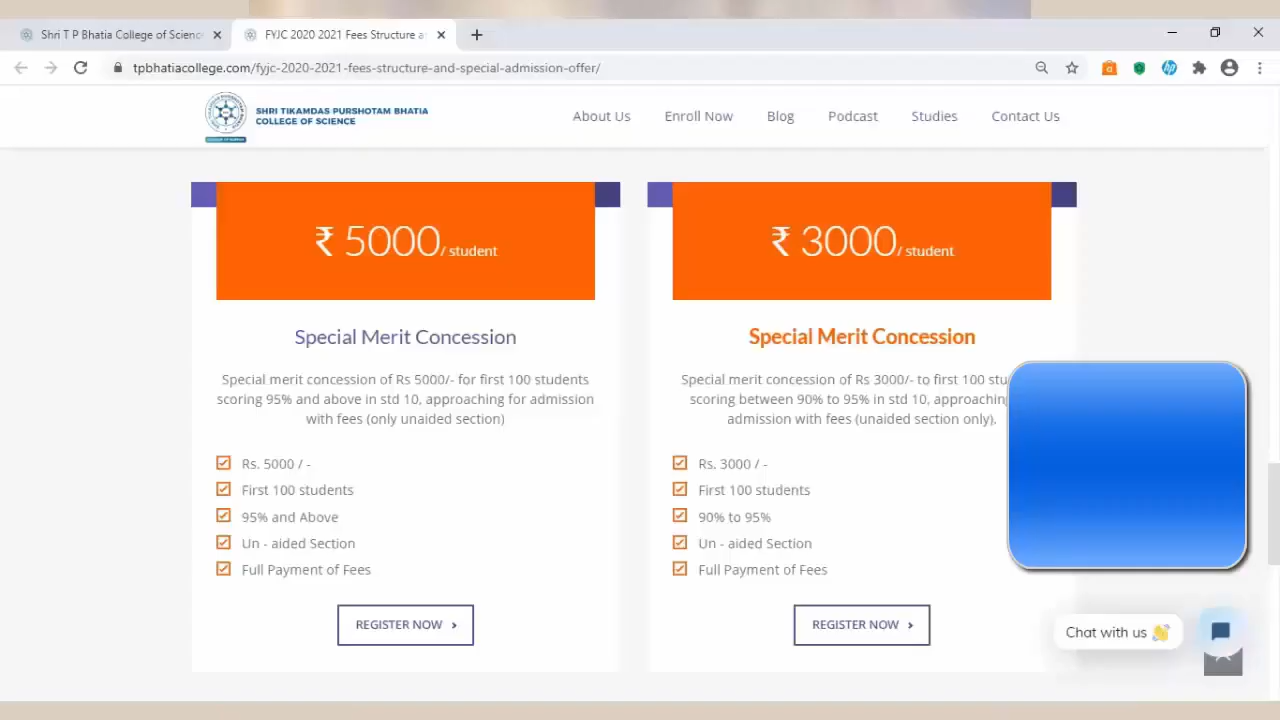 Shri T P Bhatia College of Scienc
FYJC 2020 2021 Fees Structure a
tpbhatiacollege.com/fyjc-2020-2021-fees-structure-and-special-admission-offer/
SHRI TIKAMDAS PURSHOTAM BHATIA
COLLEGE OF SCIENCE
About Us
Enroll Now
Blog
Podcast
Studies
Contact Us
₹ 5000/ student
Special Merit Concession
Special merit concession of Rs 5000/- for first 100 students
scoring 95% and above in std 10, approaching for admission
with fees (only unaided section)
Rs. 5000 / -
First 100 students
95% and Above
Un - aided Section
Full Payment of Fees
REGISTER NOW
₹ 3000/ student
Special Merit Concession
Special merit concession of Rs 3000/- to first 100
scoring between 90% to 95% in std 10,
admission with fees (unaided section only).
Rs. 3000 / -
First 100 students
90% to 95%
Un - aided Section
Full Payment of Fees
REGISTER NOW
Chat with us 👋